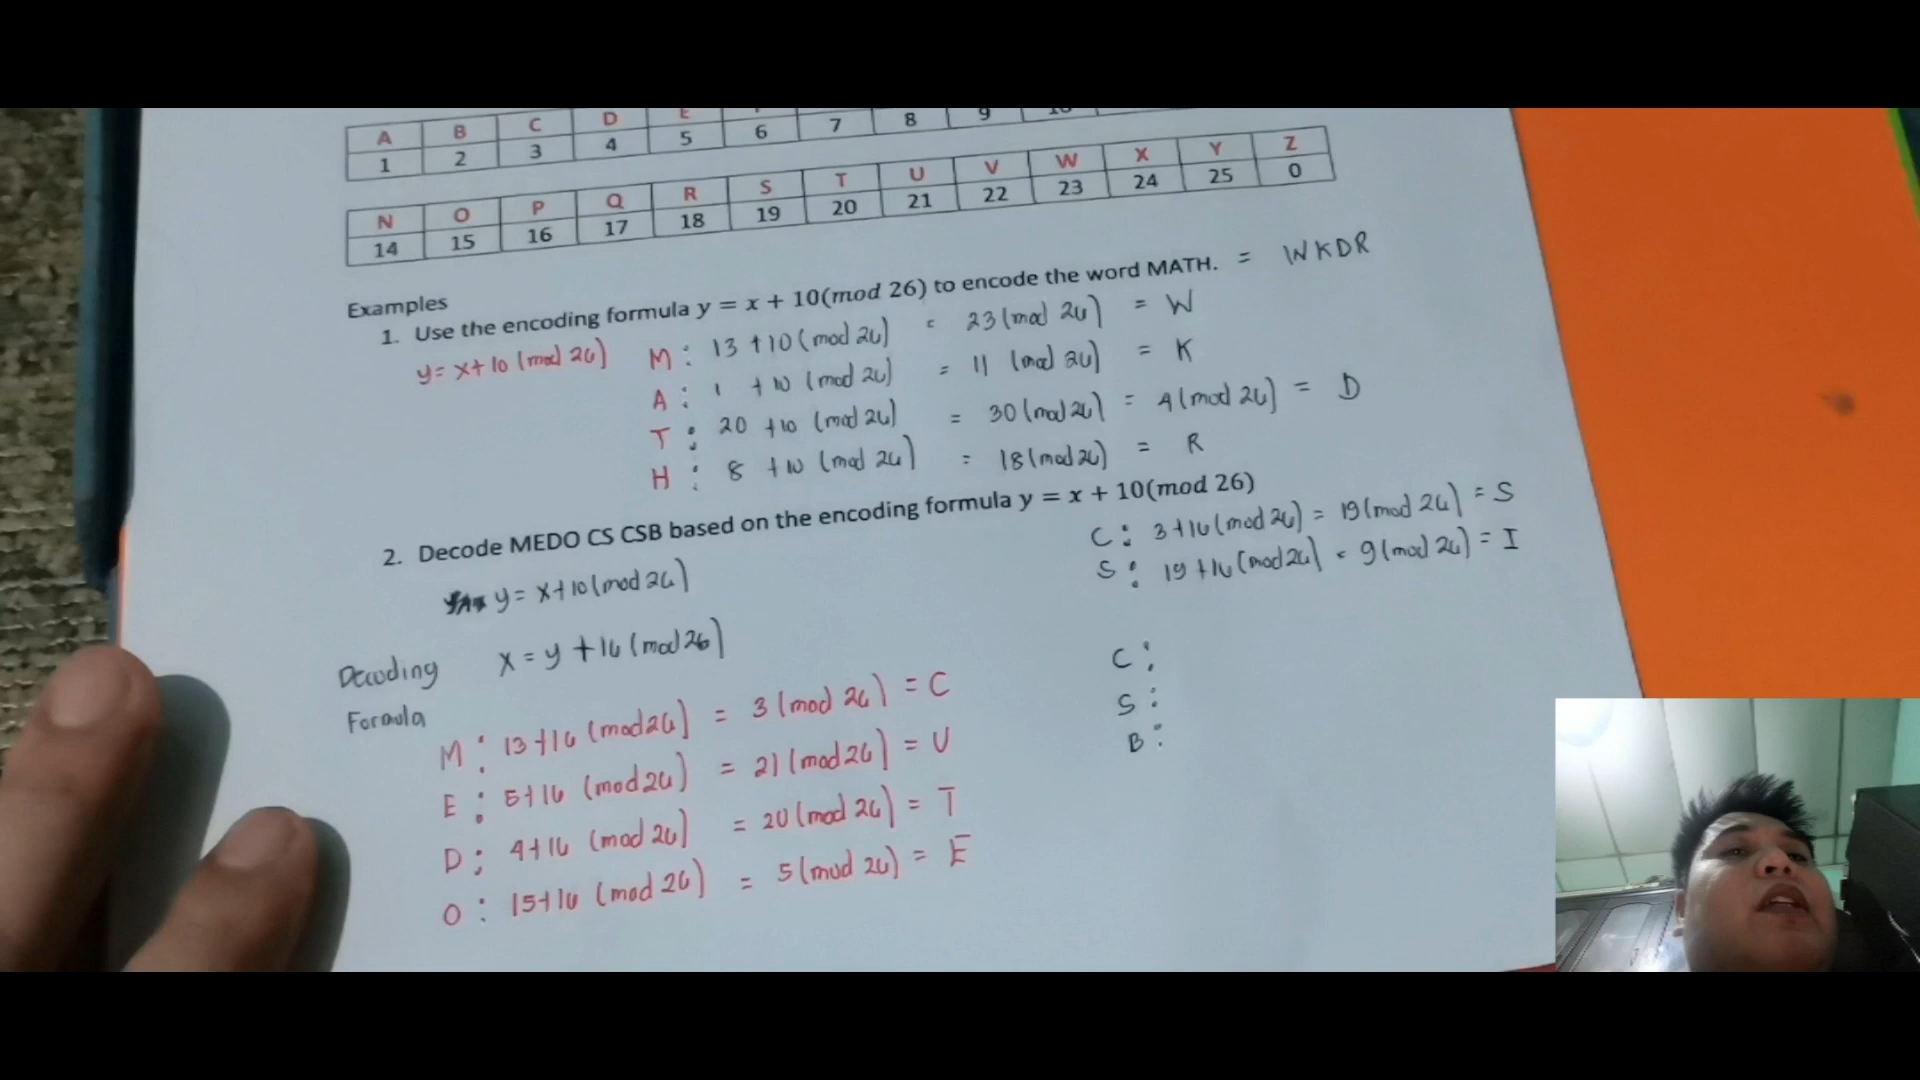 A B C D E
1 2 3 4 5 6 7 8 9 10
N O P Q R S T U V W X Y Z
14 15 16 17 18 19 20 21 22 23 24 25 0
Examples
1. Use the encoding formula y = x + 10(mod 26) to encode the word MATH. = WKDR
y = x+10 (mod 26)
M : 13 +10 (mod 26) = 23 (mod 26) = W
A : 1 +10 (mod 26) = 11 (mod 26) = K
T : 20 +10 (mod 26) = 30 (mod 26) = 4 (mod 26) = D
H : 8 +10 (mod 26) = 18 (mod 26) = R
2. Decode MEDO CS CSB based on the encoding formula y = x + 10(mod 26)
y = x+10 (mod 26)
Decoding x = y +16 (mod 26)
Formula
M : 13+16 (mod 26) = 3 (mod 26) = C
E : 5+16 (mod 26) = 21 (mod 26) = U
D : 4+16 (mod 26) = 20 (mod 26) = T
O : 15+16 (mod 26) = 5 (mod 26) = E
C : 3+16 (mod 26) = 19 (mod 26) = S
S : 19+16 (mod 26) = 9 (mod 26) = I
C :
S :
B :